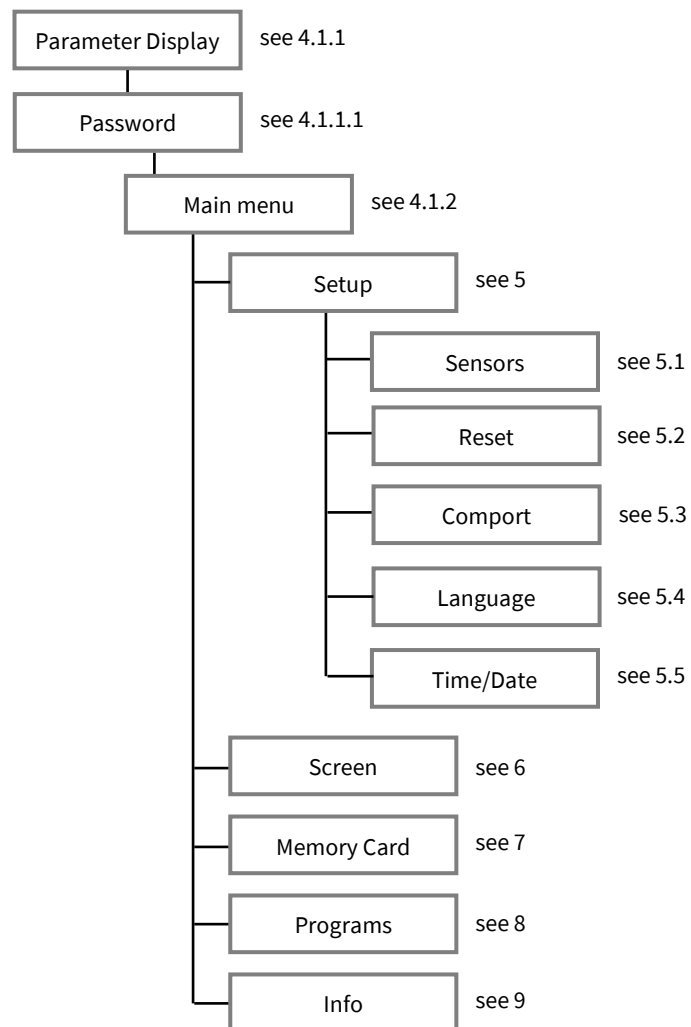 Parameter Display see 4.1.1
Password see 4.1.1.1
Main menu see 4.1.2
Setup see 5
Sensors see 5.1
Reset see 5.2
Comport see 5.3
Language see 5.4
Time/Date see 5.5
Screen see 6
Memory Card see 7
Programs see 8
Info see 9